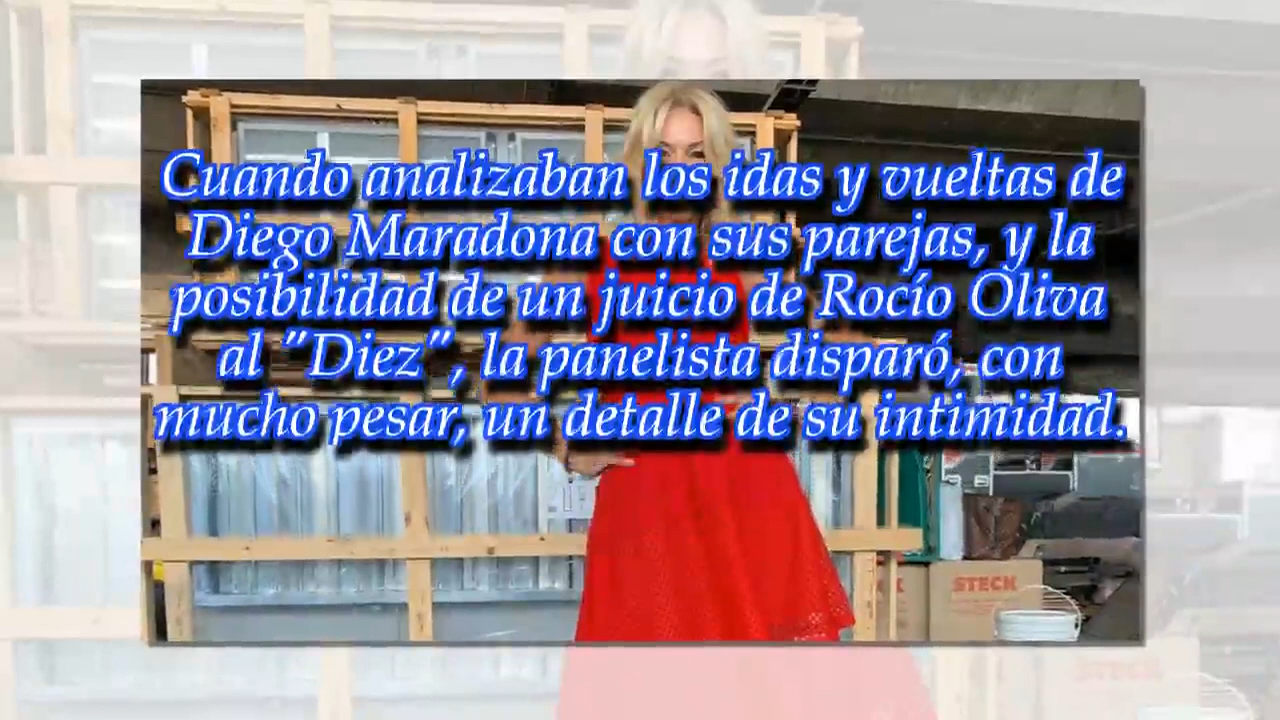 Cuando analizaban los idas y vueltas de
Diego Maradona con sus parejas, y la
posibilidad de un juicio de Rocío Oliva
al "Diez", la panelista disparó, con
mucho pesar, un detalle de su intimidad.
STECK